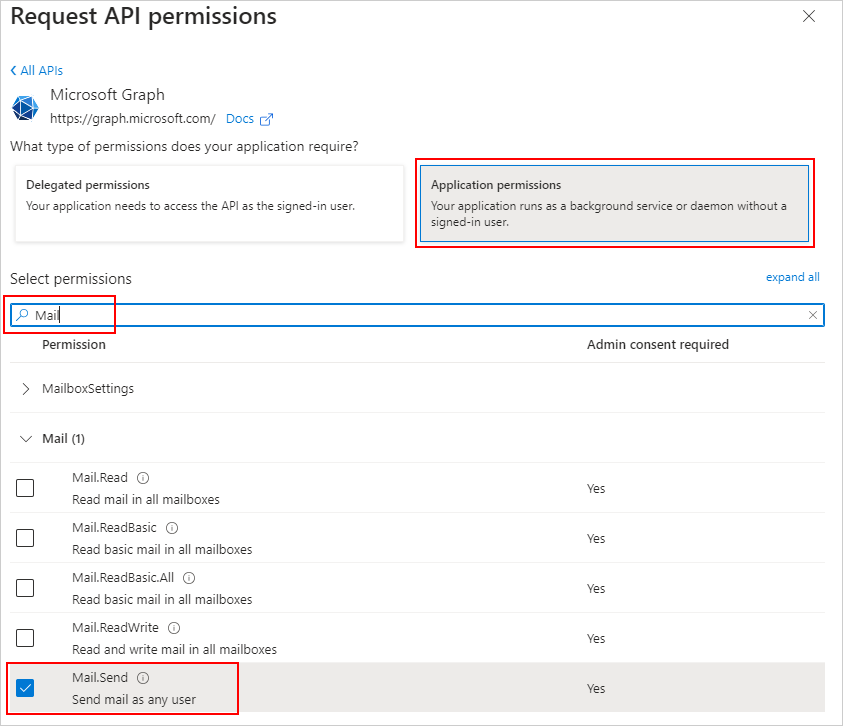 Request API permissions
All APIs
Microsoft Graph
https://graph.microsoft.com/ Docs
What type of permissions does your application require?
Delegated permissions
Your application needs to access the API as the signed-in user.
Application permissions
Your application runs as a background service or daemon without a
signed-in user.
Select permissions
expand all
Mail
Permission
Admin consent required
MailboxSettings
Mail (1)
Mail.Read
Read mail in all mailboxes
Yes
Mail.ReadBasic
Read basic mail in all mailboxes
Yes
Mail.ReadBasic.All
Read basic mail in all mailboxes
Yes
Mail.ReadWrite
Read and write mail in all mailboxes
Yes
Mail.Send
Send mail as any user
Yes